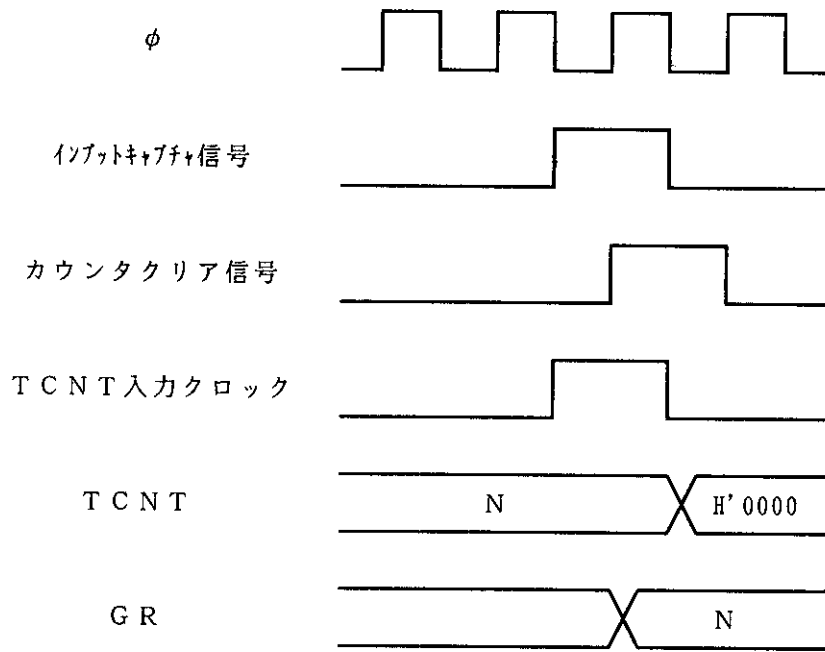 φ
インプットキャプチャ信号
カウンタクリア信号
TCNT入力クロック
TCNT
N
H'0000
GR
N